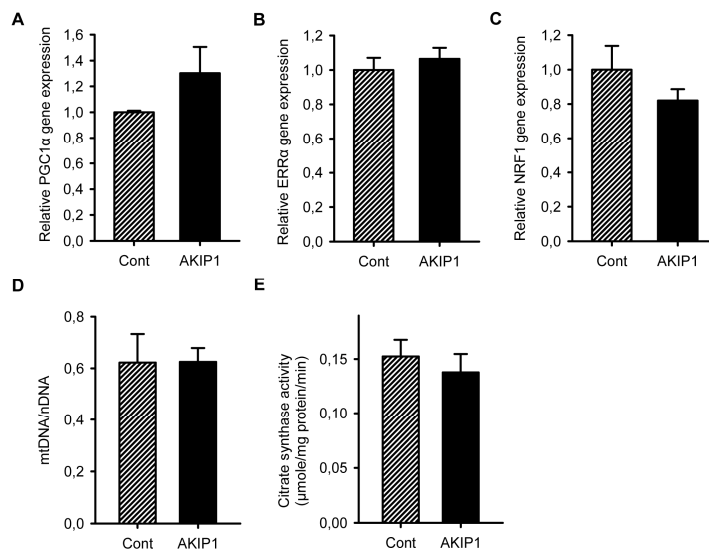 A
Relative PGC1α gene expression
1,6
1,4
1,2
1,0
0,8
0,6
0,4
0,2
0,0
Cont AKIP1
B
Relative ERRα gene expression
1,2
1,0
0,8
0,6
0,4
0,2
0,0
Cont AKIP1
C
Relative NRF1 gene expression
1,2
1,0
0,8
0,6
0,4
0,2
0,0
Cont AKIP1
D
mtDNA/nDNA
0,8
0,6
0,4
0,2
0,0
Cont AKIP1
E
Citrate synthase activity
(μmole/mg protein/min)
0,15
0,10
0,05
0,00
Cont AKIP1